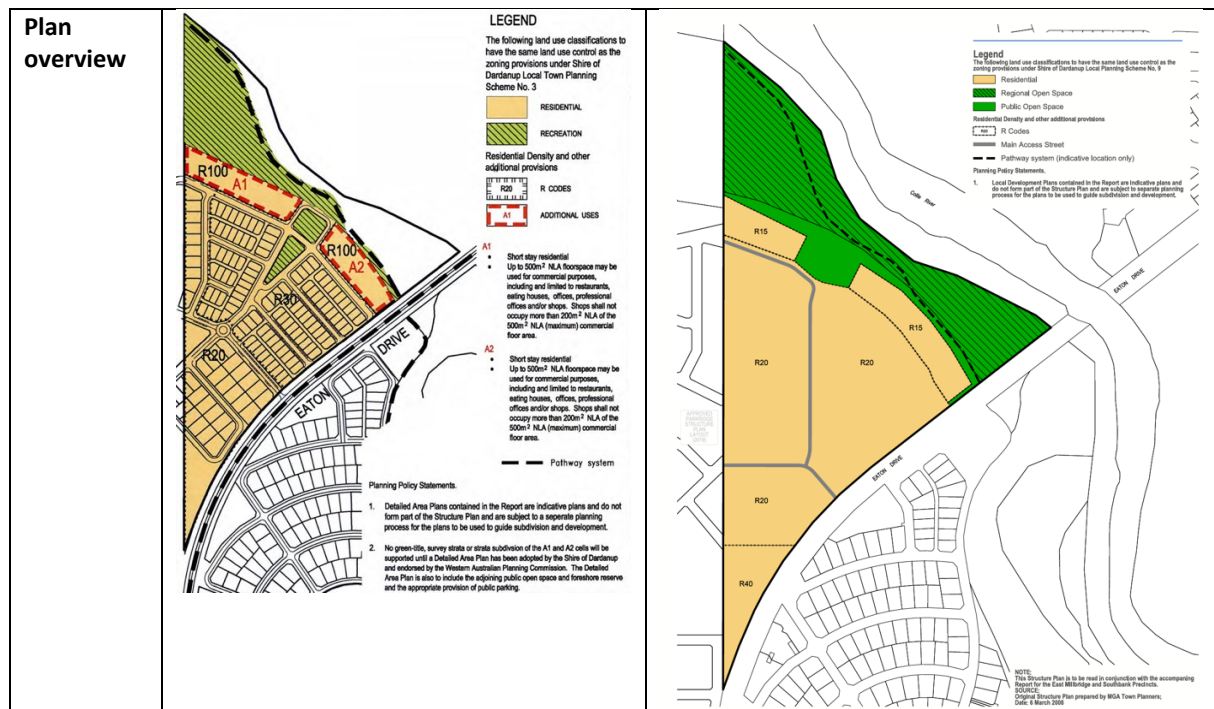 Plan
overview
LEGEND
The following land use classifications to
have the same land use control as the
zoning provisions under Shire of
Dardanup Local Town Planning
Scheme No. 3
RESIDENTIAL
RECREATION
Residential Density and other
additional provisions
R20
R CODES
A1
ADDITIONAL USES
A1
• Short stay residential
• Up to 500m² NLA floorspace may be
used for commercial purposes,
including and limited to restaurants,
eating houses, offices, professional
offices and/or shops. Shops shall not
occupy more than 200m² NLA of the
500m² NLA (maximum) commercial
floor area.
A2
• Short stay residential
• Up to 500m² NLA floorspace may be
used for commercial purposes,
including and limited to restaurants,
eating houses, offices, professional
offices and/or shops. Shops shall not
occupy more than 200m² NLA of the
500m² NLA (maximum) commercial
floor area.
Pathway system
R100
A1
R100
A2
R30
R20
EATON
DRIVE
Planning Policy Statements.
1. Detailed Area Plans contained in the Report are indicative plans and do not
form part of the Structure Plan and are subject to a seperate planning
process for the plans to be used to guide subdivision and development.
2. No green-title, survey strata or strata subdivsion of the A1 and A2 cells will be
supported until a Detailed Area Plan has been adopted by the Shire of Dardanup
and endorsed by the Western Australian Planning Commission. The Detailed
Area Plan is also to include the adjoining public open space and foreshore reserve
and the appropriate provision of public parking.
Legend
The following land use classifications to have the same land use control as the
zoning provisions under Shire of Dardanup Local Planning Scheme No. 9
Residential
Regional Open Space
Public Open Space
Residential Density and other additional provisions
R20
R Codes
Main Access Street
Pathway system (indicative location only)
Planning Policy Statements.
1. Local Development Plans contained in the Report are Indicative plans and
do not form part of the Structure Plan and are subject to separate planning
process for the plans to be used to guide subdivision and development.
Collie River
EATON DRIVE
R15
R15
R20
R20
APPROVED
PARKRIDGE
STRUCTURE
PLAN
LAYOUT
EATON DRIVE
R20
R40
NOTE:
This Structure Plan is to be read in conjunction with the accompaning
Report for the East Millbridge and Southbank Precincts.
SOURCE:
Original Structure Plan prepared by MGA Town Planners;
Date: 6 March 2008